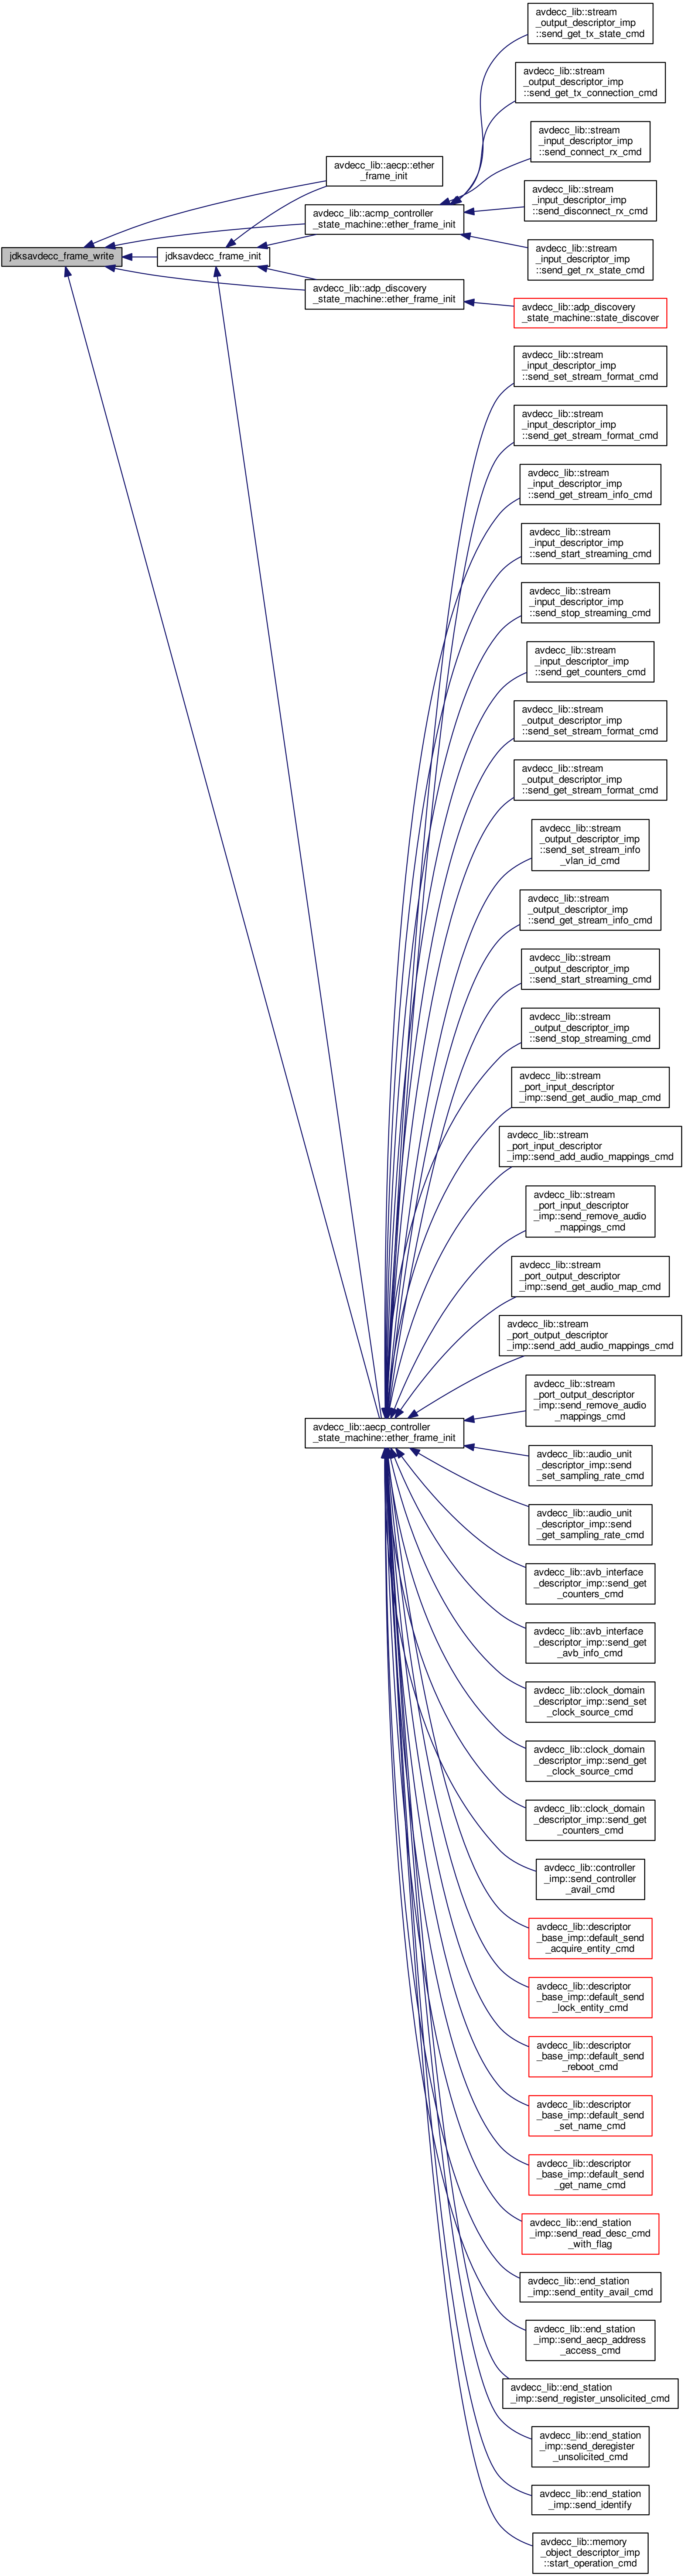 avdecc_lib::stream
_output_descriptor_imp
::send_get_tx_state_cmd
avdecc_lib::stream
_output_descriptor_imp
::send_get_tx_connection_cmd
avdecc_lib::stream
_input_descriptor_imp
::send_connect_rx_cmd
avdecc_lib::aecp::ether
_frame_init
avdecc_lib::stream
_input_descriptor_imp
::send_disconnect_rx_cmd
avdecc_lib::acmp_controller
_state_machine::ether_frame_init
jdksavdecc_frame_write
jdksavdecc_frame_init
avdecc_lib::stream
_input_descriptor_imp
::send_get_rx_state_cmd
avdecc_lib::adp_discovery
_state_machine::ether_frame_init
avdecc_lib::adp_discovery
_state_machine::state_discover
avdecc_lib::stream
_input_descriptor_imp
::send_set_stream_format_cmd
avdecc_lib::stream
_input_descriptor_imp
::send_get_stream_format_cmd
avdecc_lib::stream
_input_descriptor_imp
::send_get_stream_info_cmd
avdecc_lib::stream
_input_descriptor_imp
::send_start_streaming_cmd
avdecc_lib::stream
_input_descriptor_imp
::send_stop_streaming_cmd
avdecc_lib::stream
_input_descriptor_imp
::send_get_counters_cmd
avdecc_lib::stream
_output_descriptor_imp
::send_set_stream_format_cmd
avdecc_lib::stream
_output_descriptor_imp
::send_get_stream_format_cmd
avdecc_lib::stream
_output_descriptor_imp
::send_set_stream_info
_vlan_id_cmd
avdecc_lib::stream
_output_descriptor_imp
::send_get_stream_info_cmd
avdecc_lib::stream
_output_descriptor_imp
::send_start_streaming_cmd
avdecc_lib::stream
_output_descriptor_imp
::send_stop_streaming_cmd
avdecc_lib::stream
_port_input_descriptor
_imp::send_get_audio_map_cmd
avdecc_lib::stream
_port_input_descriptor
_imp::send_add_audio_mappings_cmd
avdecc_lib::stream
_port_input_descriptor
_imp::send_remove_audio
_mappings_cmd
avdecc_lib::stream
_port_output_descriptor
_imp::send_get_audio_map_cmd
avdecc_lib::stream
_port_output_descriptor
_imp::send_add_audio_mappings_cmd
avdecc_lib::stream
_port_output_descriptor
_imp::send_remove_audio
_mappings_cmd
avdecc_lib::aecp_controller
_state_machine::ether_frame_init
avdecc_lib::audio_unit
_descriptor_imp::send
_set_sampling_rate_cmd
avdecc_lib::audio_unit
_descriptor_imp::send
_get_sampling_rate_cmd
avdecc_lib::avb_interface
_descriptor_imp::send_get
_counters_cmd
avdecc_lib::avb_interface
_descriptor_imp::send_get
_avb_info_cmd
avdecc_lib::clock_domain
_descriptor_imp::send_set
_clock_source_cmd
avdecc_lib::clock_domain
_descriptor_imp::send_get
_clock_source_cmd
avdecc_lib::clock_domain
_descriptor_imp::send_get
_counters_cmd
avdecc_lib::controller
_imp::send_controller
_avail_cmd
avdecc_lib::descriptor
_base_imp::default_send
_acquire_entity_cmd
avdecc_lib::descriptor
_base_imp::default_send
_lock_entity_cmd
avdecc_lib::descriptor
_base_imp::default_send
_reboot_cmd
avdecc_lib::descriptor
_base_imp::default_send
_set_name_cmd
avdecc_lib::descriptor
_base_imp::default_send
_get_name_cmd
avdecc_lib::end_station
_imp::send_read_desc_cmd
_with_flag
avdecc_lib::end_station
_imp::send_entity_avail_cmd
avdecc_lib::end_station
_imp::send_aecp_address
_access_cmd
avdecc_lib::end_station
_imp::send_register_unsolicited_cmd
avdecc_lib::end_station
_imp::send_deregister
_unsolicited_cmd
avdecc_lib::end_station
_imp::send_identify
avdecc_lib::memory
_object_descriptor_imp
::start_operation_cmd